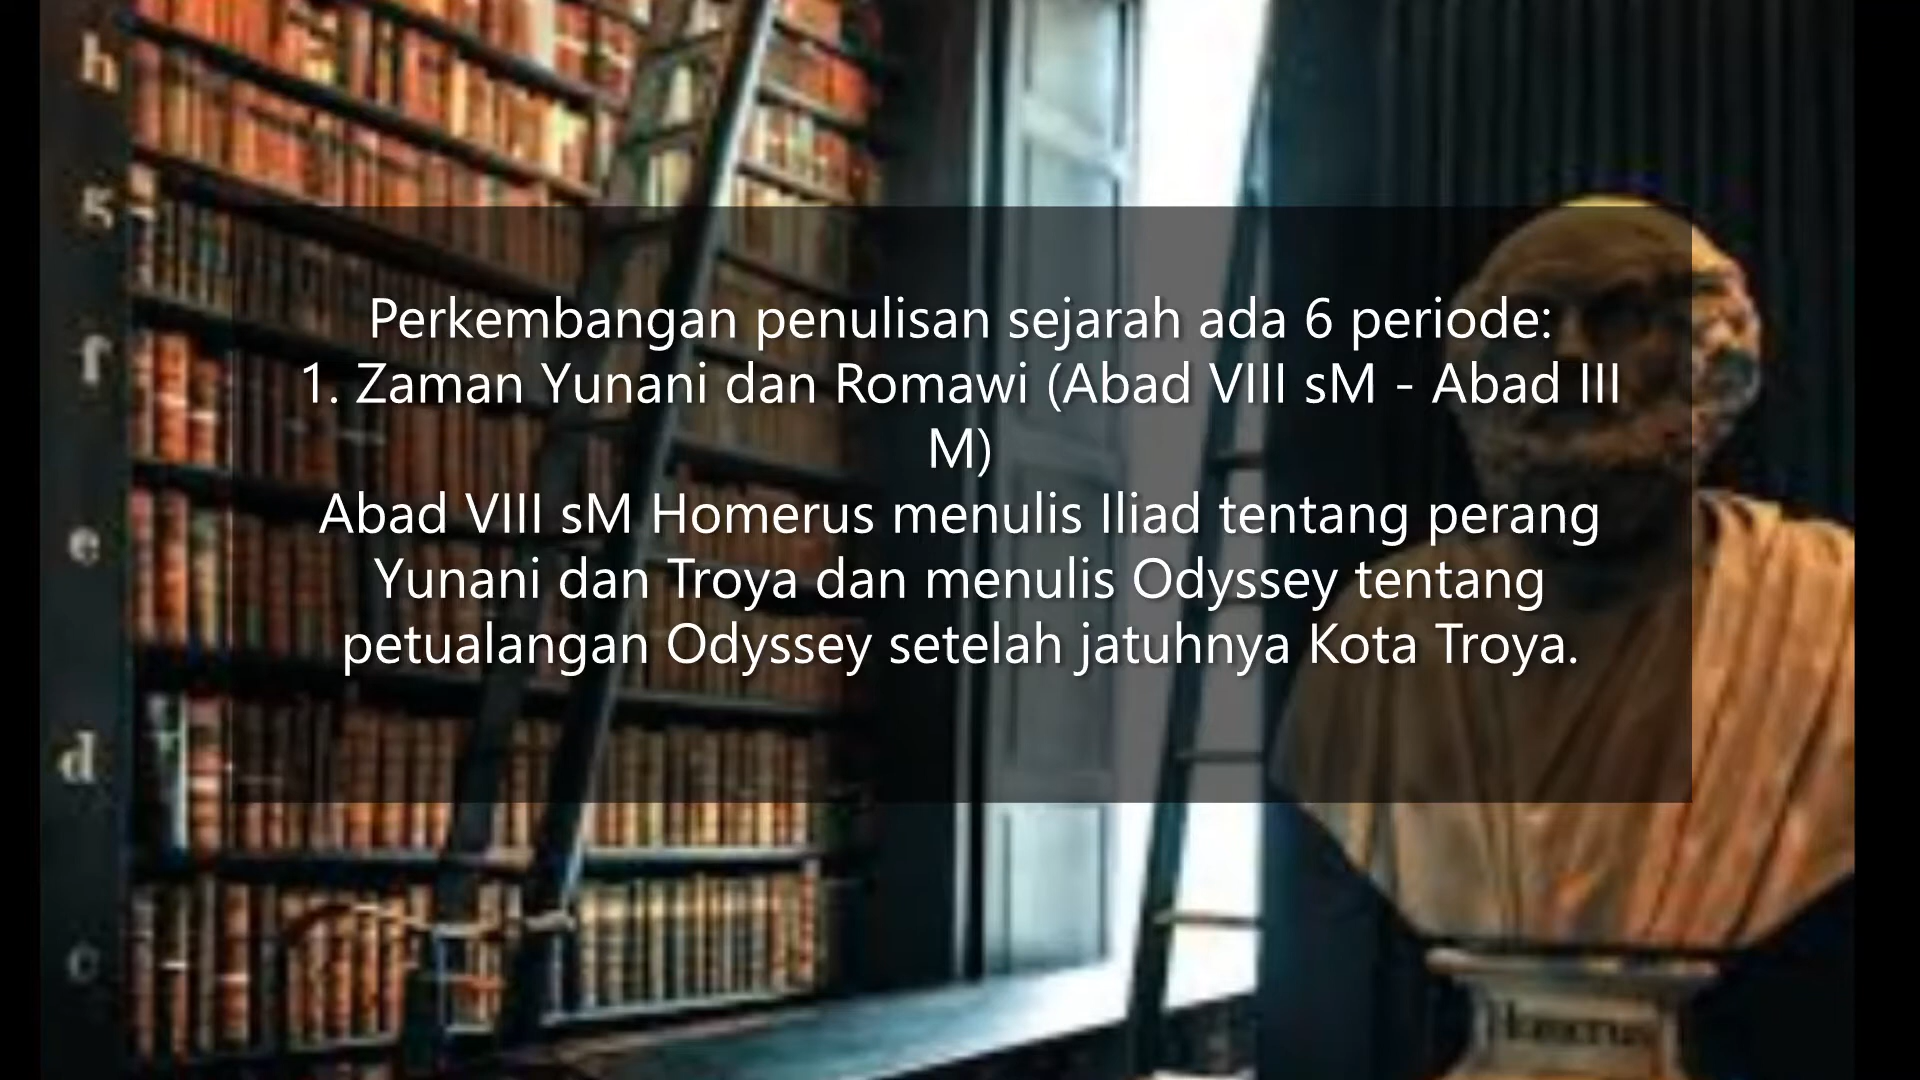 h
g
f
e
d
c
Perkembangan penulisan sejarah ada 6 periode:
1. Zaman Yunani dan Romawi (Abad VIII sM - Abad III
M)
Abad VIII sM Homerus menulis Iliad tentang perang
Yunani dan Troya dan menulis Odyssey tentang
petualangan Odyssey setelah jatuhnya Kota Troya.